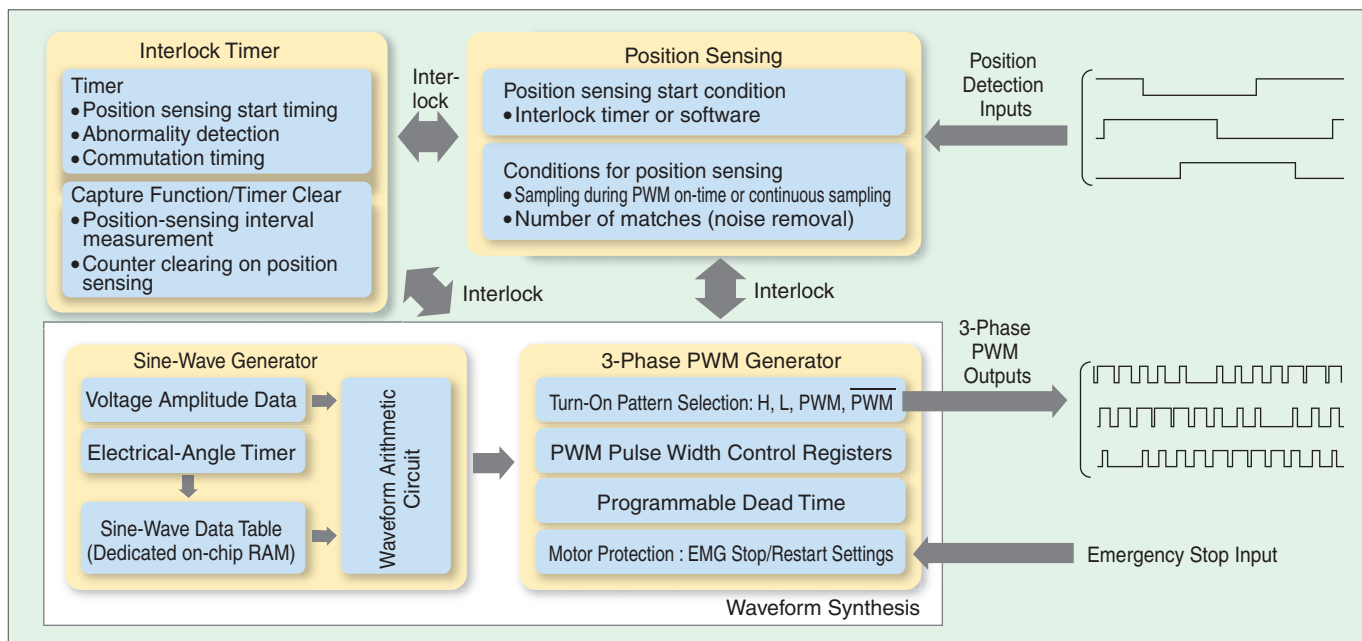 Interlock Timer
Timer
• Position sensing start timing
• Abnormality detection
• Commutation timing
Capture Function/Timer Clear
• Position-sensing interval
measurement
• Counter clearing on position
sensing
Inter-
lock
Position Sensing
Position sensing start condition
• Interlock timer or software
Conditions for position sensing
• Sampling during PWM on-time or continuous sampling
• Number of matches (noise removal)
Position
Detection
Inputs
Interlock
Interlock
Sine-Wave Generator
Voltage Amplitude Data
Electrical-Angle Timer
Sine-Wave Data Table
(Dedicated on-chip RAM)
Waveform Arithmetic
Circuit
3-Phase PWM Generator
Turn-On Pattern Selection: H, L, PWM, P̅W̅M̅
PWM Pulse Width Control Registers
Programmable Dead Time
Motor Protection : EMG Stop/Restart Settings
3-Phase
PWM
Outputs
Emergency Stop Input
Waveform Synthesis